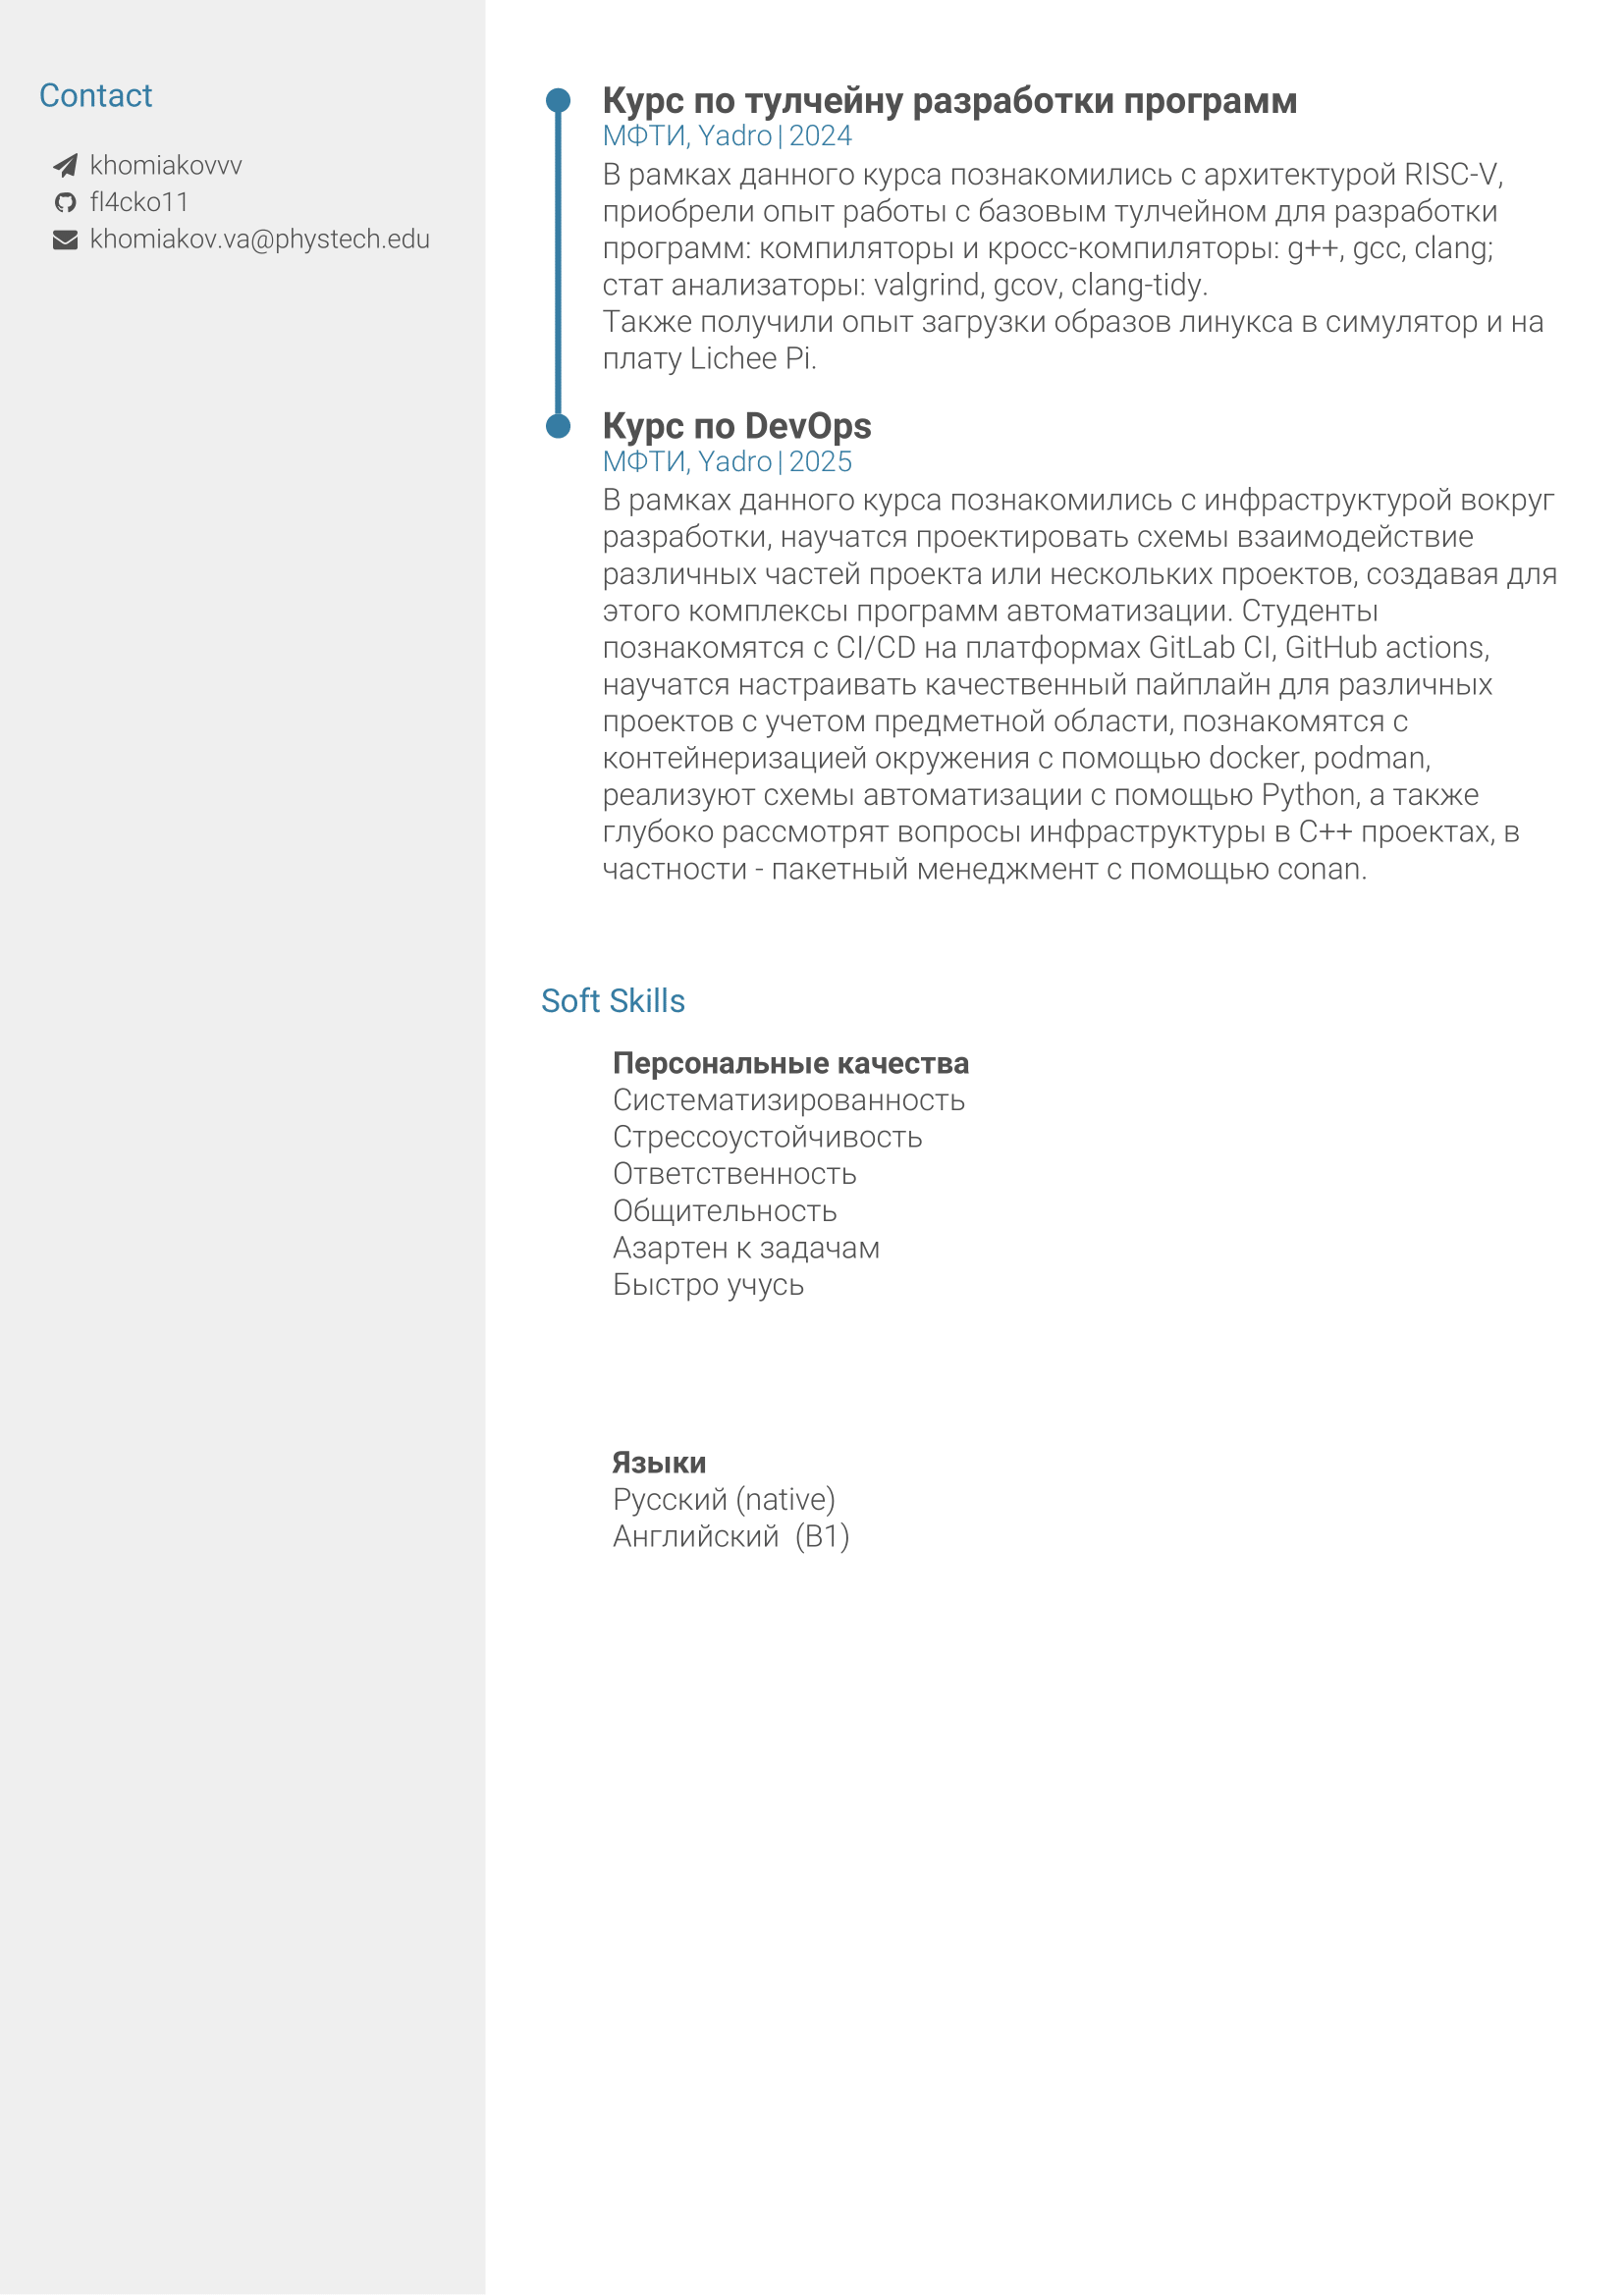 Contact
khomiakovvv
fl4cko11
khomiakov.va@phystech.edu
Курс по тулчейну разработки программ
МФТИ, Yadro | 2024
В рамках данного курса познакомились с архитектурой RISC-V,
приобрели опыт работы с базовым тулчейном для разработки
программ: компиляторы и кросс-компиляторы: g++, gcc, clang;
стат анализаторы: valgrind, gcov, clang-tidy.
Также получили опыт загрузки образов линукса в симулятор и на
плату Lichee Pi.
Курс по DevOps
МФТИ, Yadro | 2025
В рамках данного курса познакомились с инфраструктурой вокруг
разработки, научатся проектировать схемы взаимодействие
различных частей проекта или нескольких проектов, создавая для
этого комплексы программ автоматизации. Студенты
познакомятся с CI/CD на платформах GitLab CI, GitHub actions,
научатся настраивать качественный пайплайн для различных
проектов с учетом предметной области, познакомятся с
контейнеризацией окружения с помощью docker, podman,
реализуют схемы автоматизации с помощью Python, а также
глубоко рассмотрят вопросы инфраструктуры в C++ проектах, в
частности - пакетный менеджмент с помощью conan.
Soft Skills
Персональные качества
Систематизированность
Стрессоустойчивость
Ответственность
Общительность
Азартен к задачам
Быстро учусь
Языки
Русский (native)
Английский  (B1)